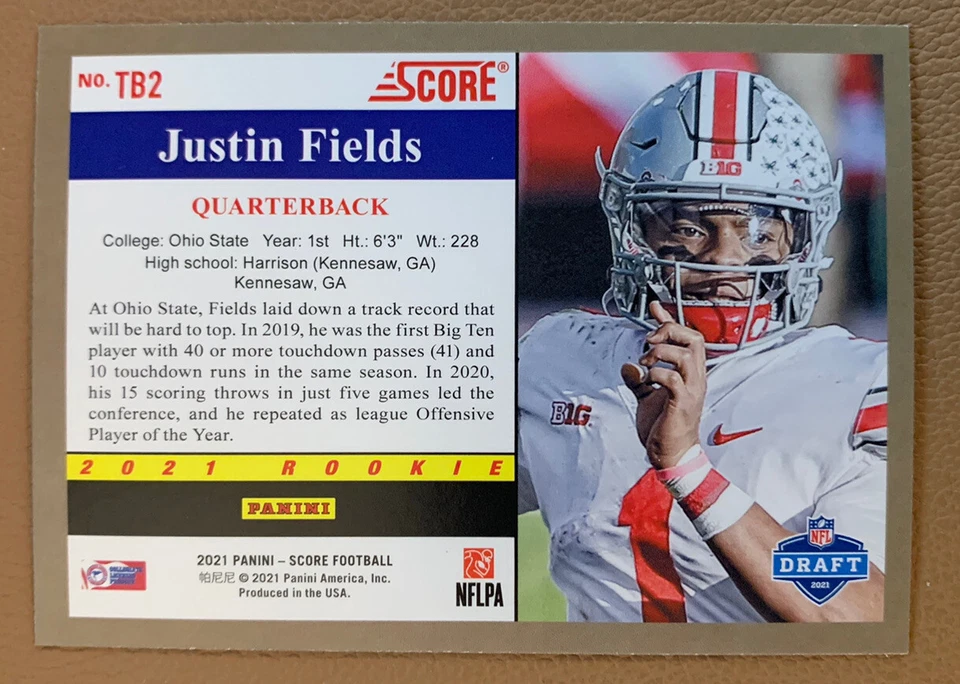 NO. TB2
SCORE®
Justin Fields
QUARTERBACK
College: Ohio State Year: 1st Ht.: 6'3" Wt.: 228
High school: Harrison (Kennesaw, GA)
Kennesaw, GA
At Ohio State, Fields laid down a track record that
will be hard to top. In 2019, he was the first Big Ten
player with 40 or more touchdown passes (41) and
10 touchdown runs in the same season. In 2020,
his 15 scoring throws in just five games led the
conference, and he repeated as league Offensive
Player of the Year.
2021 ROOKIE
PANINI
2021 PANINI – SCORE FOOTBALL
帕尼尼 © 2021 Panini America, Inc.
Produced in the USA.
NFLPA
B1G
B1G
1
NFL
DRAFT
2021